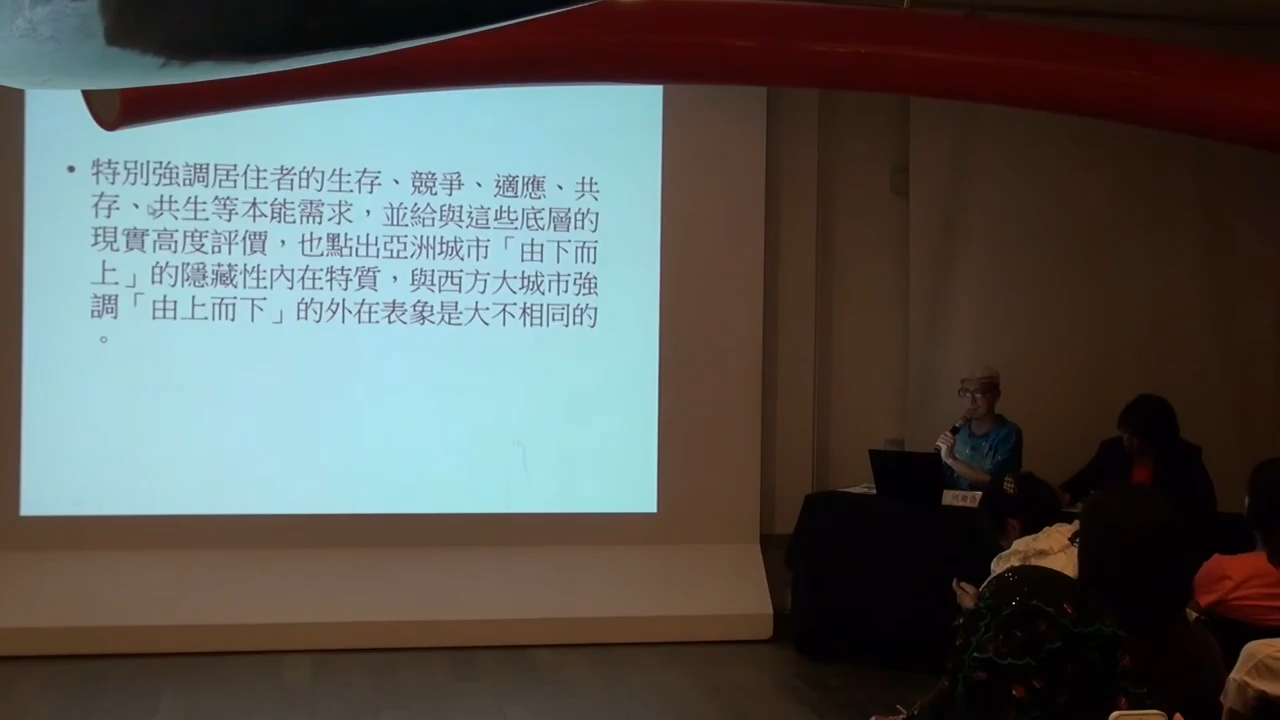 • 特別強調居住者的生存、競爭、適應、共
存、共生等本能需求，並給與這些底層的
現實高度評價，也點出亞洲城市「由下而
上」的隱藏性內在特質，與西方大城市強
調「由上而下」的外在表象是大不相同的
。